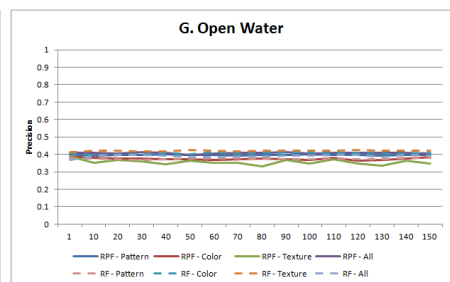 G. Open Water
1
0.9
0.8
0.7
0.6
0.5
0.4
0.3
0.2
0.1
0
Precision
1 10 20 30 40 50 60 70 80 90 100 110 120 130 140 150
RPF - Pattern RPF - Color RPF - Texture RPF - All
RF - Pattern RF - Color RF - Texture RF - All